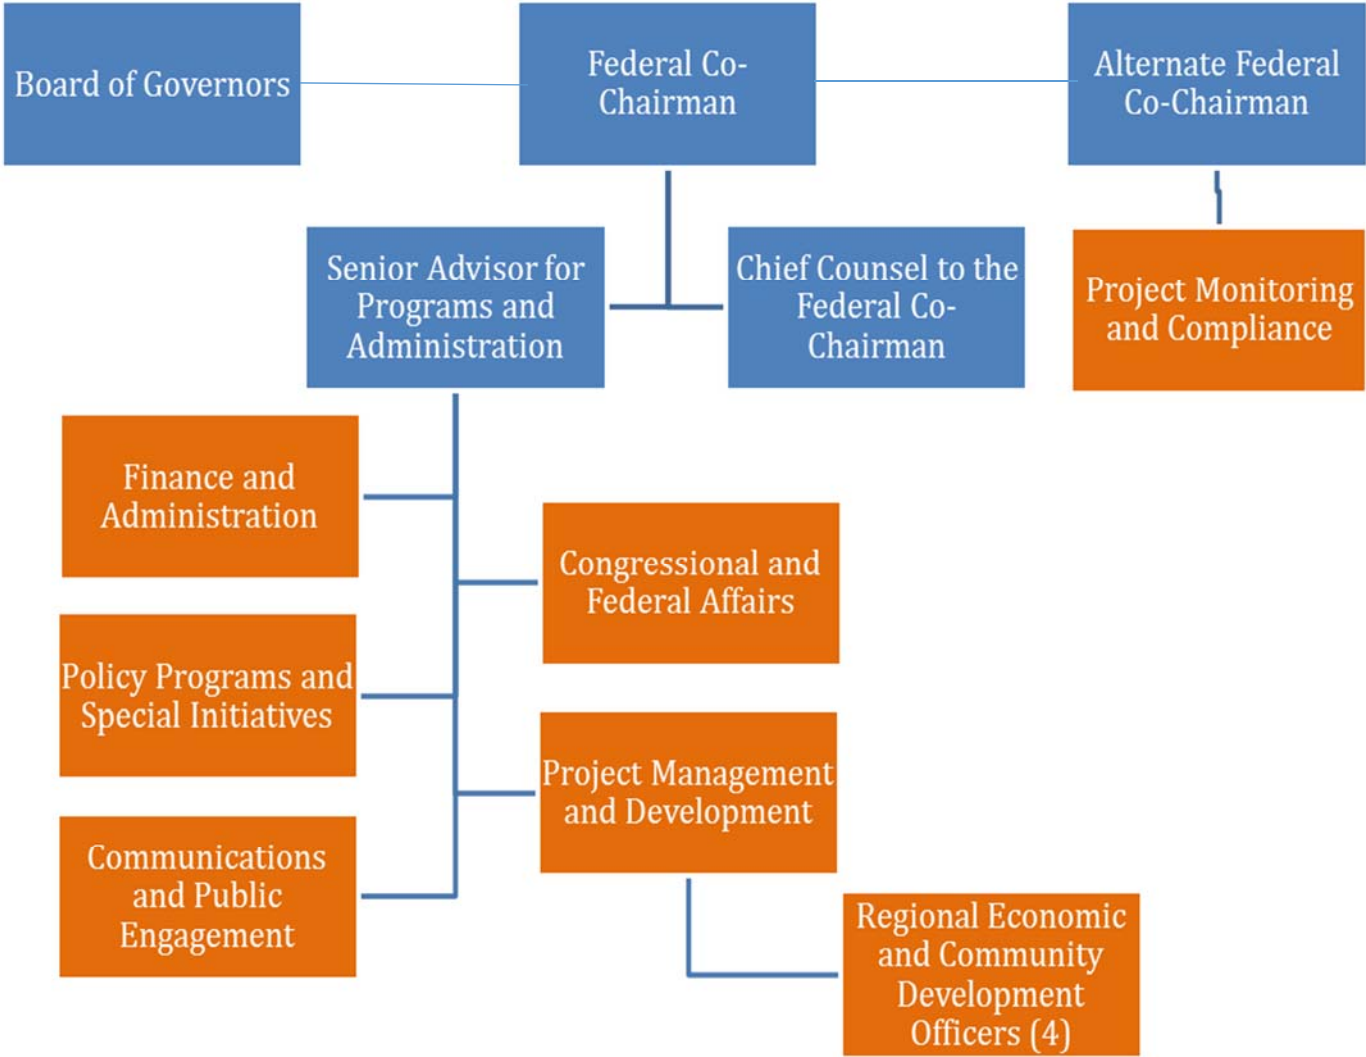 Board of Governors
Federal Co-
Chairman
Alternate Federal
Co-Chairman
Senior Advisor for
Programs and
Administration
Chief Counsel to the
Federal Co-
Chairman
Project Monitoring
and Compliance
Finance and
Administration
Congressional and
Federal Affairs
Policy Programs and
Special Initiatives
Project Management
and Development
Communications
and Public
Engagement
Regional Economic
and Community
Development
Officers (4)